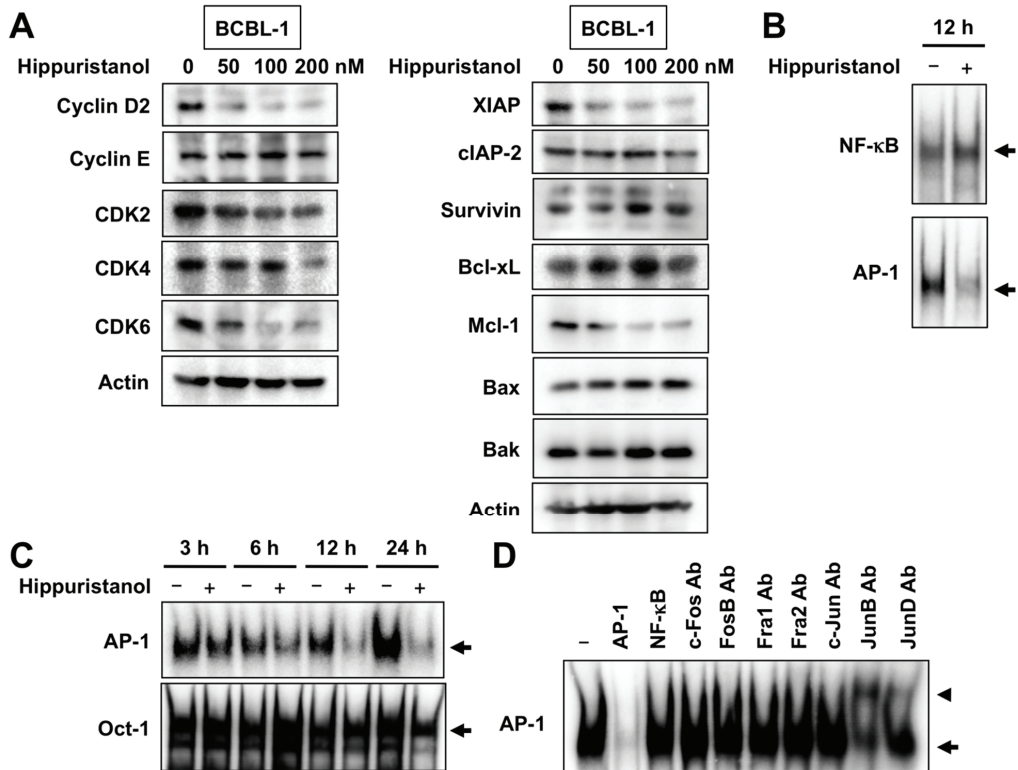 A
BCBL-1
Hippuristanol 0 50 100 200 nM
Cyclin D2
Cyclin E
CDK2
CDK4
CDK6
Actin
BCBL-1
Hippuristanol 0 50 100 200 nM
XIAP
cIAP-2
Survivin
Bcl-xL
Mcl-1
Bax
Bak
Actin
B
12 h
Hippuristanol − +
NF-κB
AP-1
C
3 h 6 h 12 h 24 h
Hippuristanol − + − + − + − +
AP-1
Oct-1
D
− AP-1 NF-κB c-Fos Ab FosB Ab Fra1 Ab Fra2 Ab c-Jun Ab JunB Ab JunD Ab
AP-1